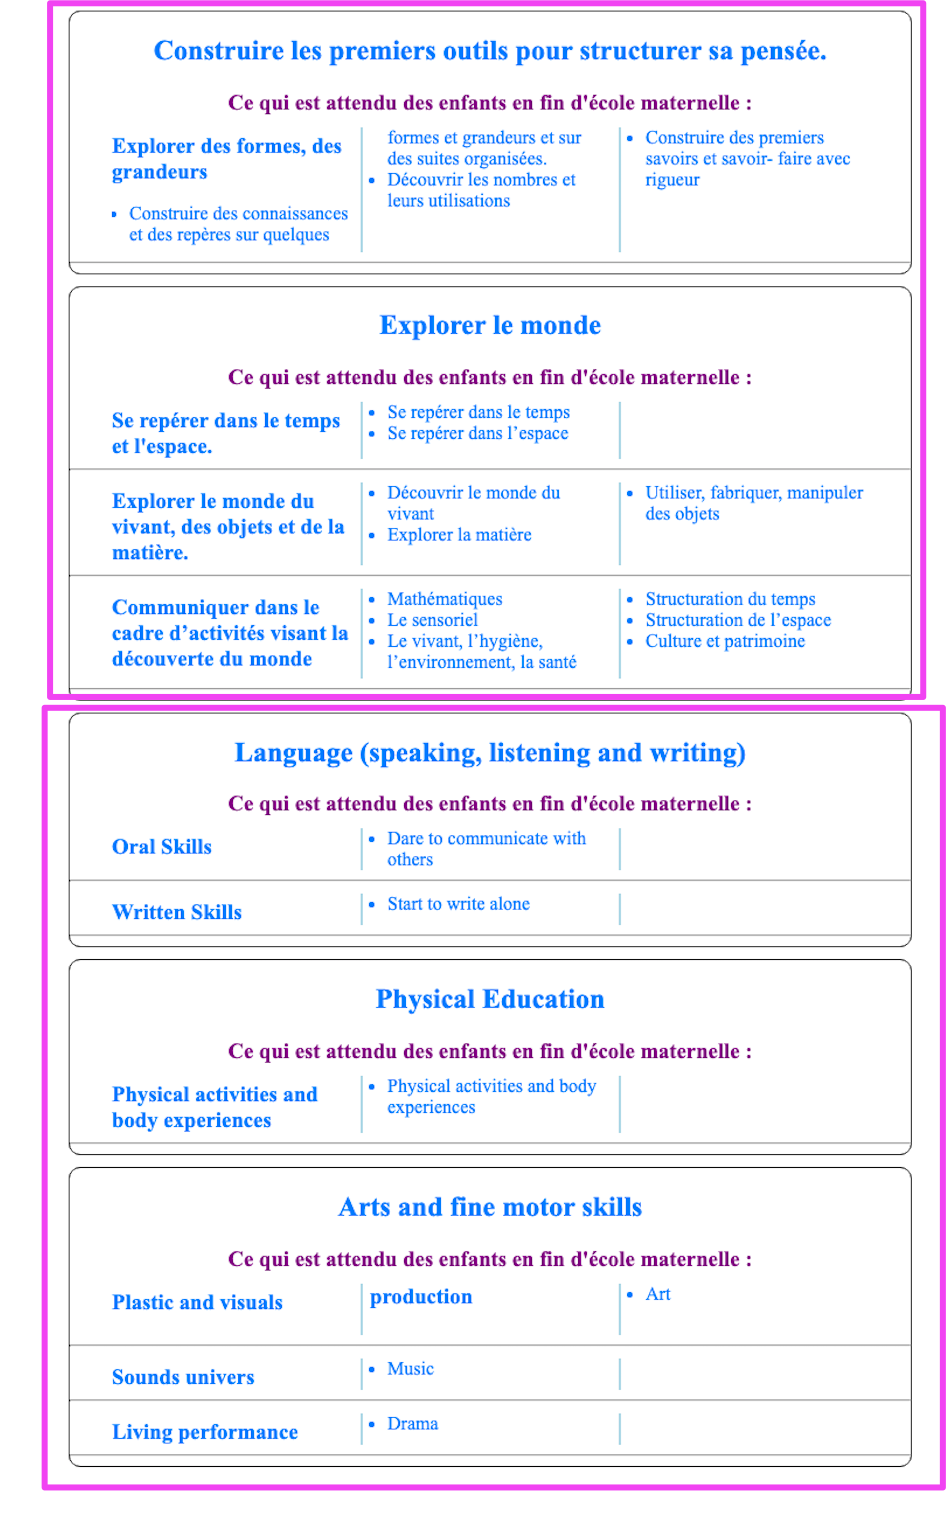 Construire les premiers outils pour structurer sa pensée.
Ce qui est attendu des enfants en fin d'école maternelle :
Explorer des formes, des
grandeurs
• Construire des connaissances
et des repères sur quelques
formes et grandeurs et sur
des suites organisées.
• Découvrir les nombres et
leurs utilisations
• Construire des premiers
savoirs et savoir- faire avec
rigueur
Explorer le monde
Ce qui est attendu des enfants en fin d'école maternelle :
Se repérer dans le temps
et l'espace.
• Se repérer dans le temps
• Se repérer dans l’espace
Explorer le monde du
vivant, des objets et de la
matière.
• Découvrir le monde du
vivant
• Explorer la matière
• Utiliser, fabriquer, manipuler
des objets
Communiquer dans le
cadre d’activités visant la
découverte du monde
• Mathématiques
• Le sensoriel
• Le vivant, l’hygiène,
l’environnement, la santé
• Structuration du temps
• Structuration de l’espace
• Culture et patrimoine
Language (speaking, listening and writing)
Ce qui est attendu des enfants en fin d'école maternelle :
Oral Skills
• Dare to communicate with
others
Written Skills
• Start to write alone
Physical Education
Ce qui est attendu des enfants en fin d'école maternelle :
Physical activities and
body experiences
• Physical activities and body
experiences
Arts and fine motor skills
Ce qui est attendu des enfants en fin d'école maternelle :
Plastic and visuals
production
• Art
Sounds univers
• Music
Living performance
• Drama